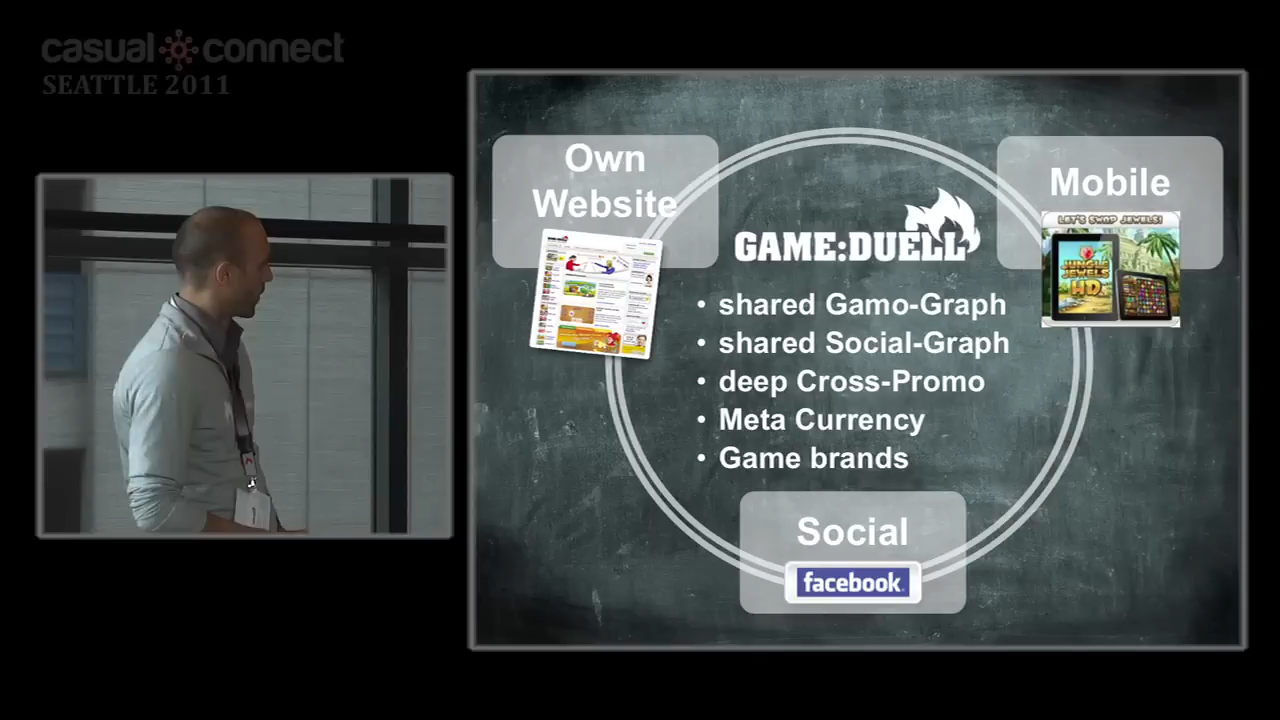 casual connect
SEATTLE 2011
Own
Website
Mobile
LET'S SWAP JEWELS!
JUNGLE
JEWELS
HD
GAME:DUELL
• shared Gamo-Graph
• shared Social-Graph
• deep Cross-Promo
• Meta Currency
• Game brands
Social
facebook